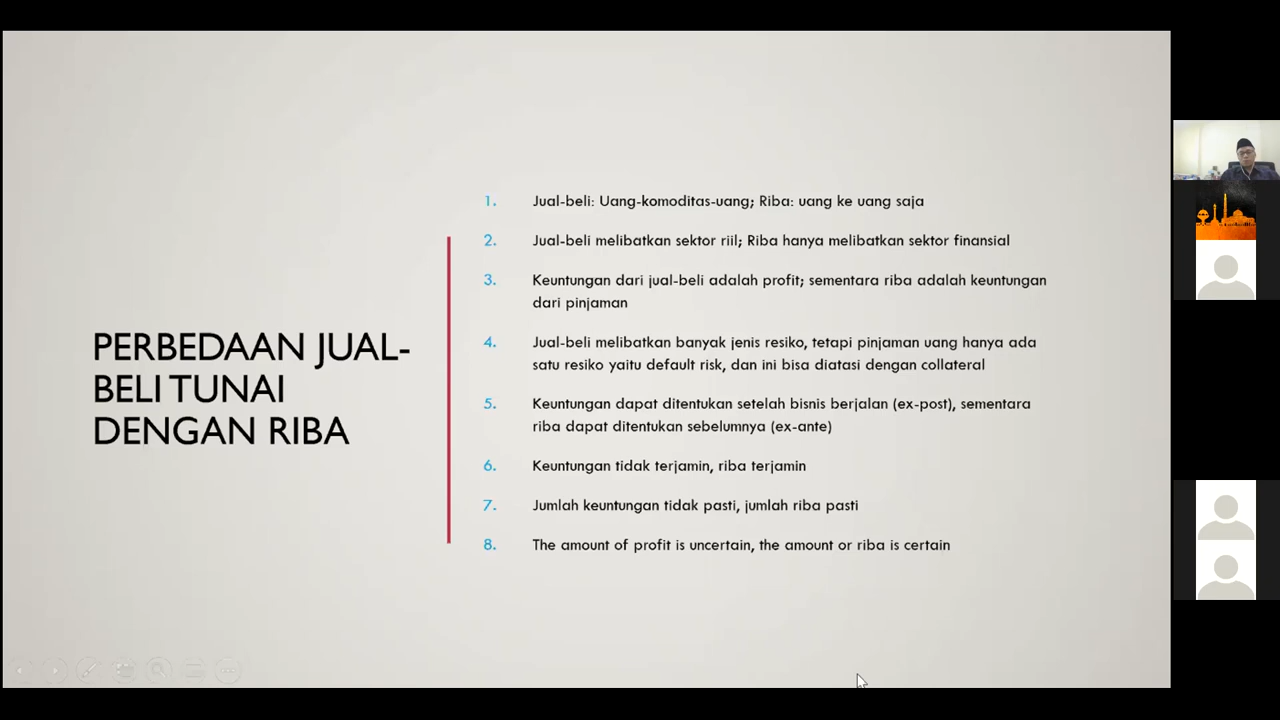 PERBEDAAN JUAL-
BELI TUNAI
DENGAN RIBA
1. Jual-beli: Uang-komoditas-uang; Riba: uang ke uang saja
2. Jual-beli melibatkan sektor riil; Riba hanya melibatkan sektor finansial
3. Keuntungan dari jual-beli adalah profit; sementara riba adalah keuntungan
dari pinjaman
4. Jual-beli melibatkan banyak jenis resiko, tetapi pinjaman uang hanya ada
satu resiko yaitu default risk, dan ini bisa diatasi dengan collateral
5. Keuntungan dapat ditentukan setelah bisnis berjalan (ex-post), sementara
riba dapat ditentukan sebelumnya (ex-ante)
6. Keuntungan tidak terjamin, riba terjamin
7. Jumlah keuntungan tidak pasti, jumlah riba pasti
8. The amount of profit is uncertain, the amount or riba is certain